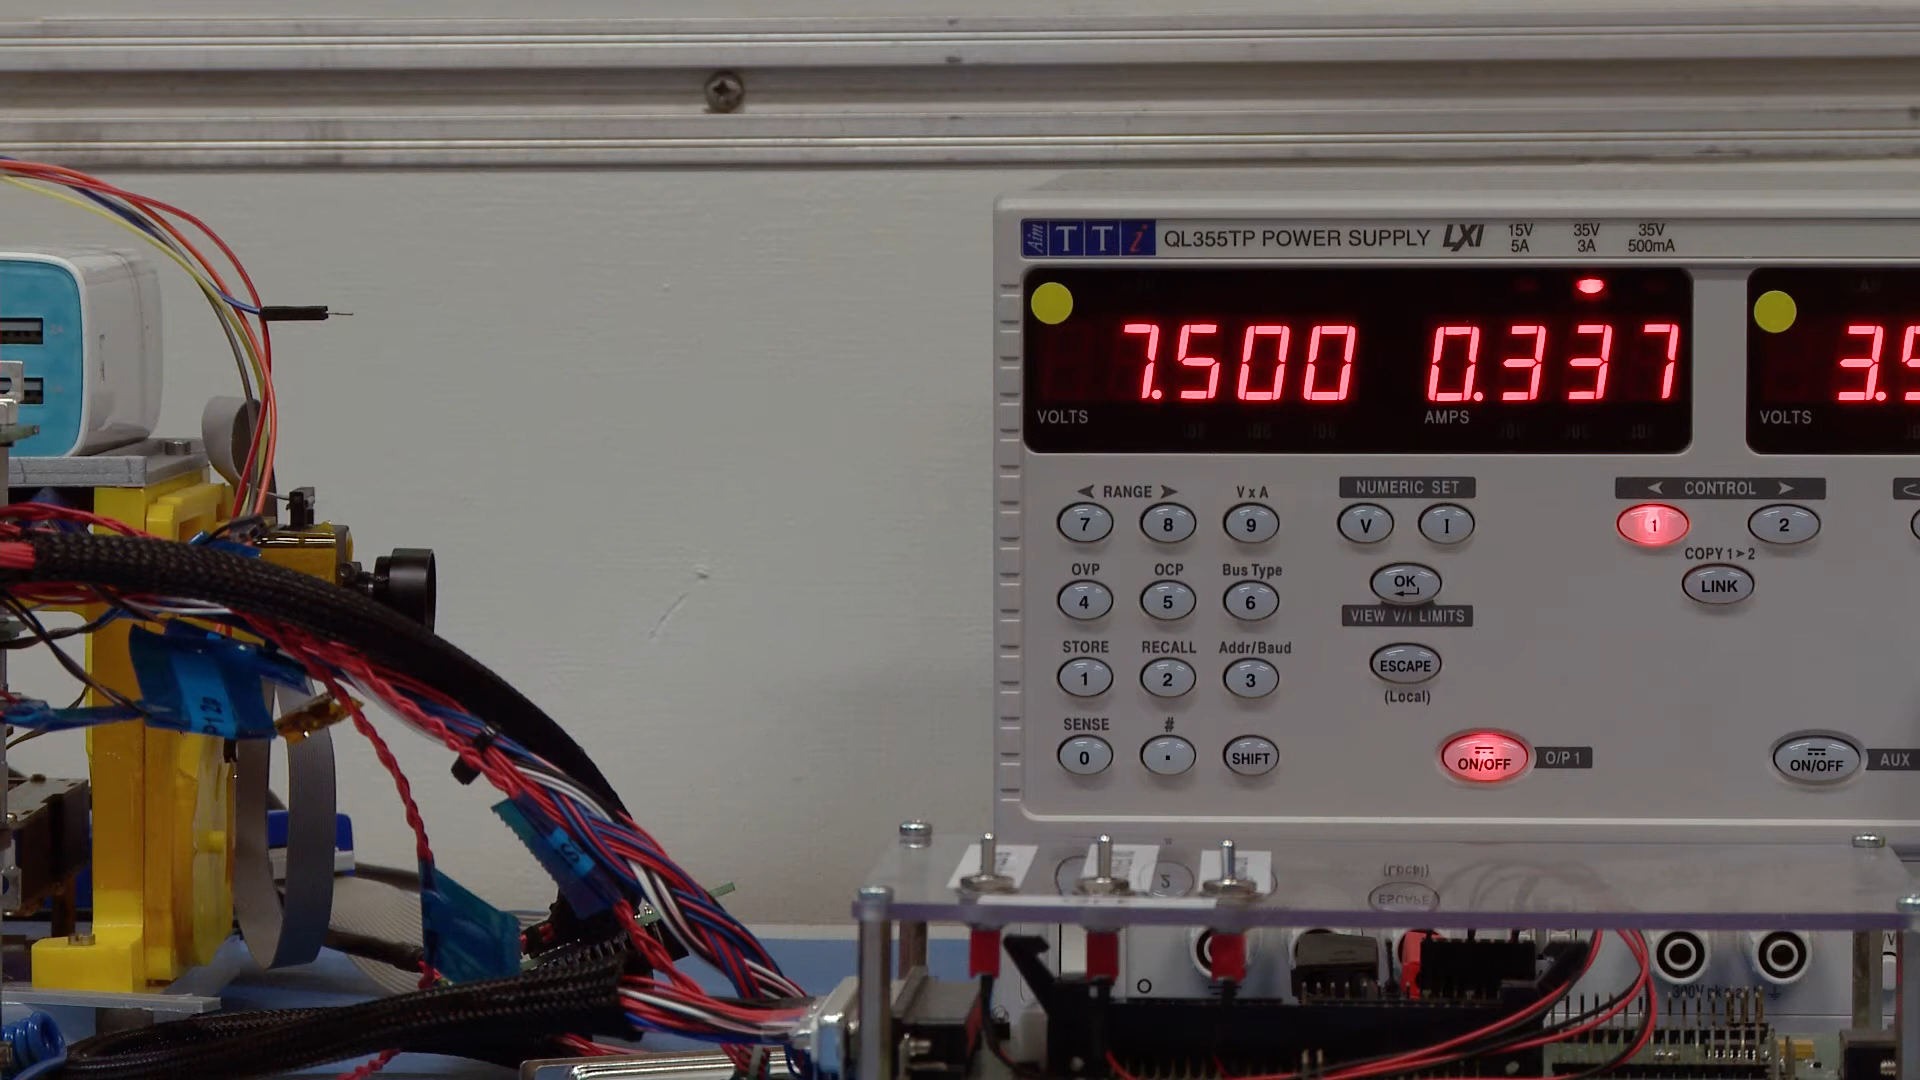 Aim TTi QL355TP POWER SUPPLY LXI
15V 5A
35V 3A
35V 500mA
7.500
0.337
VOLTS
AMPS
VOLTS
RANGE
V x A
NUMERIC SET
CONTROL
7
8
9
V
I
1
2
OVP
OCP
Bus Type
OK
COPY 1 > 2
LINK
4
5
6
VIEW V/I LIMITS
STORE
RECALL
Addr/Baud
ESCAPE
1
2
3
(Local)
SENSE
#
0
.
SHIFT
ON/OFF
O/P 1
ON/OFF
AUX